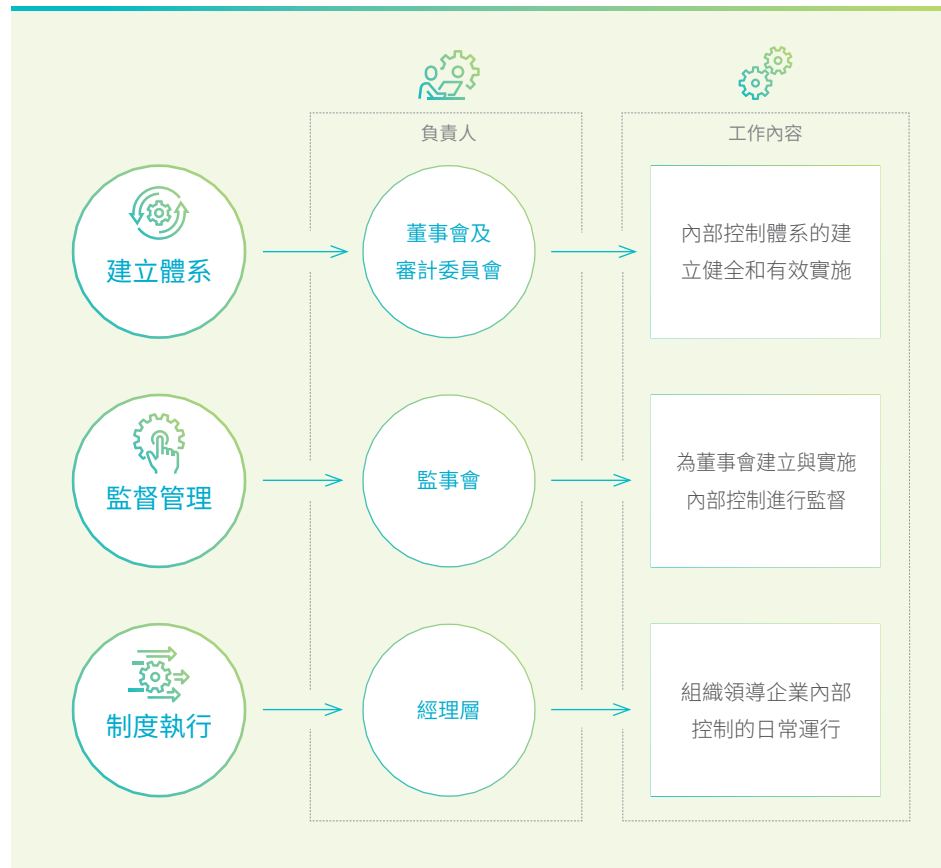 負責人
工作內容
建立體系
董事會及
審計委員會
內部控制體系的建
立健全和有效實施
監督管理
監事會
為董事會建立與實施
內部控制進行監督
制度執行
經理層
組織領導企業內部
控制的日常運行